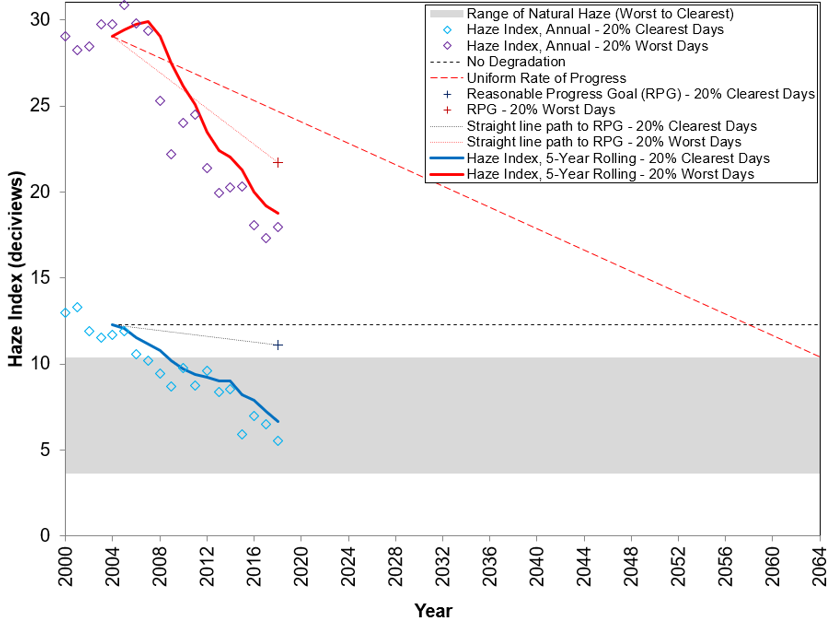 Range of Natural Haze (Worst to Clearest)
Haze Index, Annual - 20% Clearest Days
Haze Index, Annual - 20% Worst Days
No Degradation
Uniform Rate of Progress
Reasonable Progress Goal (RPG) - 20% Clearest Days
RPG - 20% Worst Days
Straight line path to RPG - 20% Clearest Days
Straight line path to RPG - 20% Worst Days
Haze Index, 5-Year Rolling - 20% Clearest Days
Haze Index, 5-Year Rolling - 20% Worst Days
Haze Index (deciviews)
30
25
20
15
10
5
0
2000 2004 2008 2012 2016 2020 2024 2028 2032 2036 2040 2044 2048 2052 2056 2060 2064
Year